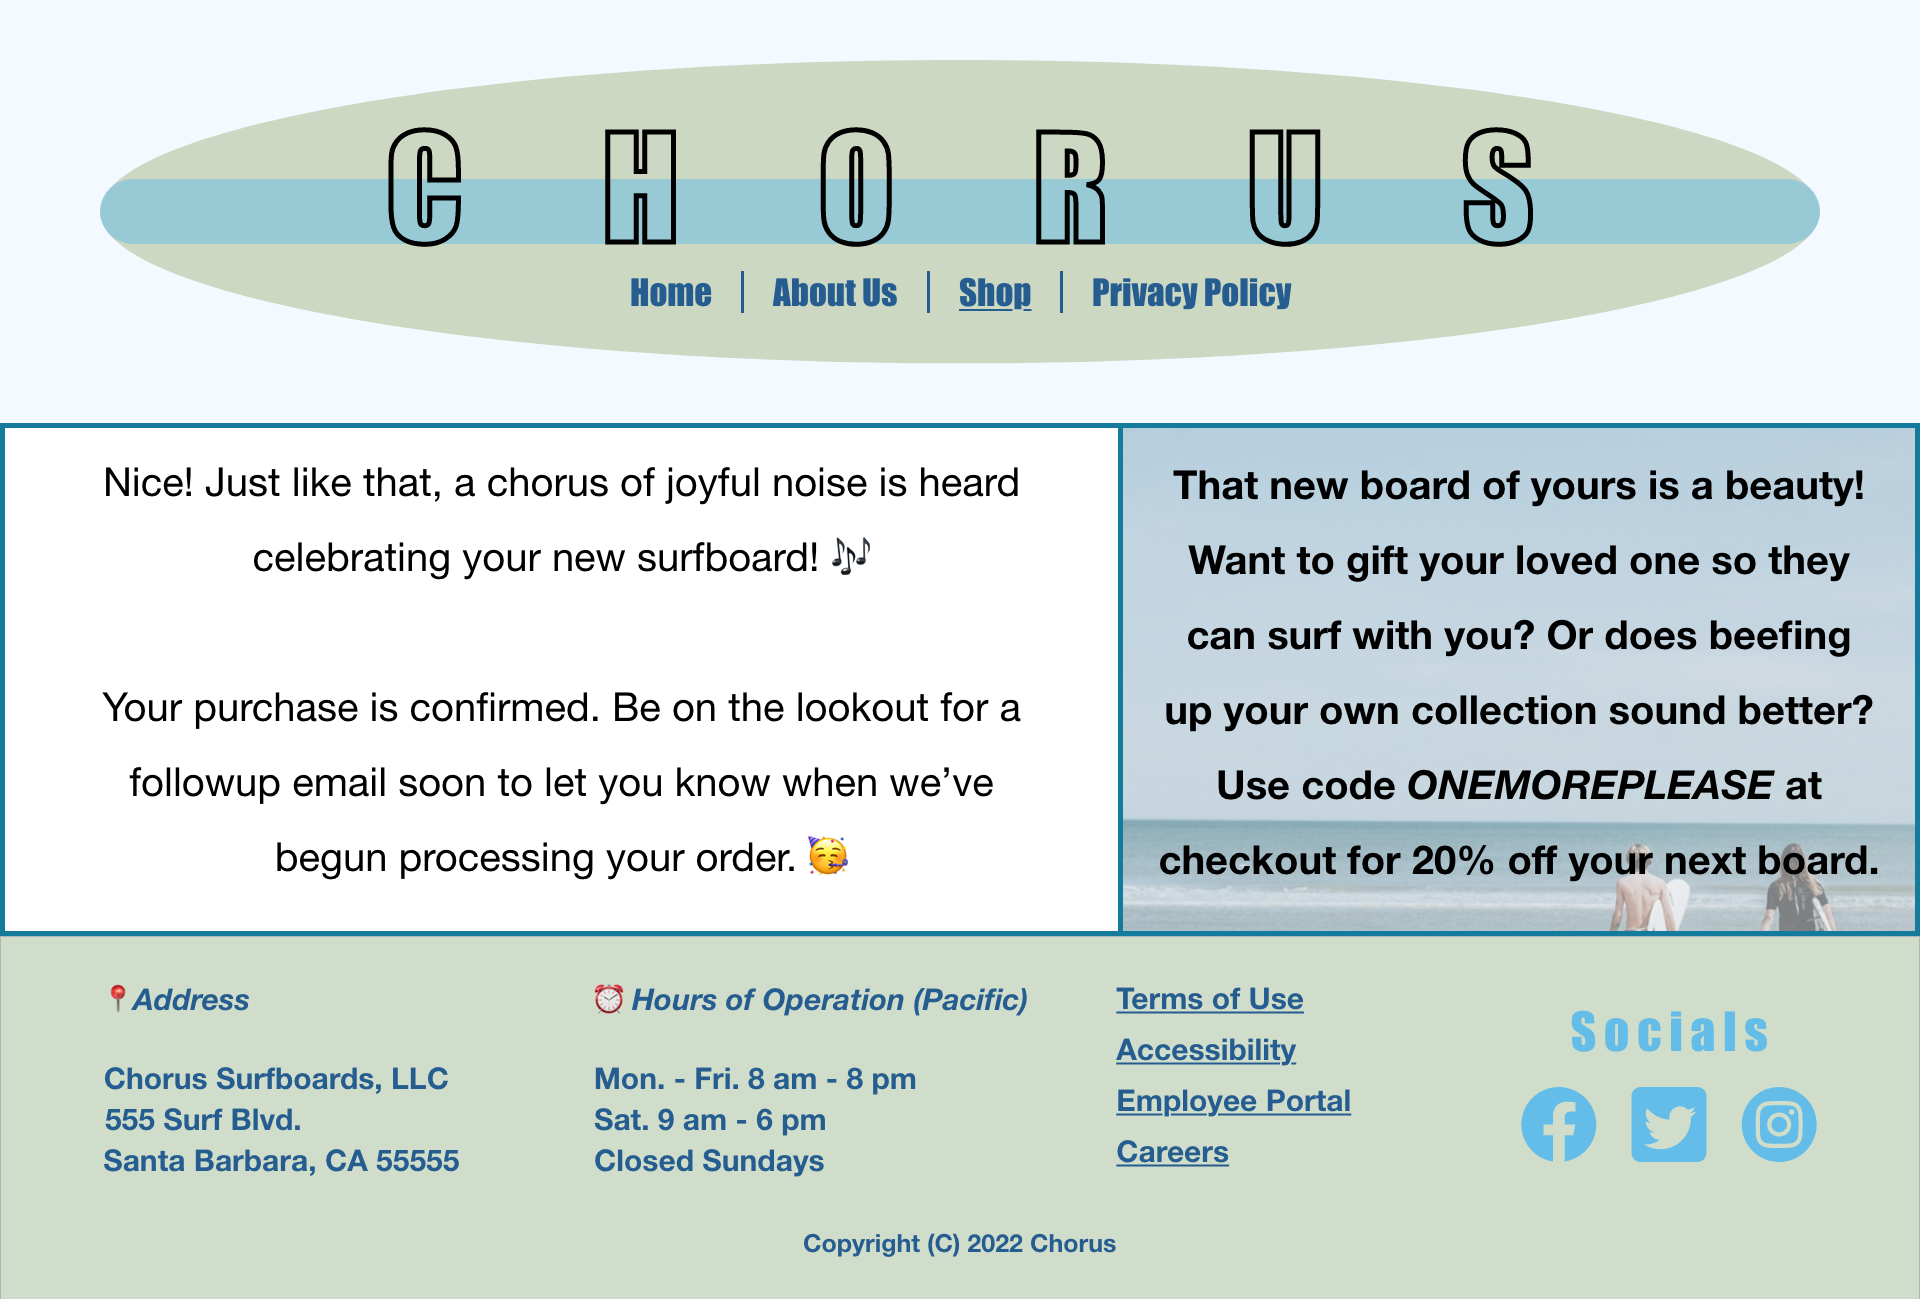 CHORUS
Home | About Us | Shop | Privacy Policy
Nice! Just like that, a chorus of joyful noise is heard
celebrating your new surfboard! 🎶
Your purchase is confirmed. Be on the lookout for a
followup email soon to let you know when we’ve
begun processing your order. 🥳
That new board of yours is a beauty!
Want to gift your loved one so they
can surf with you? Or does beefing
up your own collection sound better?
Use code ONEMOREPLEASE at
checkout for 20% off your next board.
📍Address
Chorus Surfboards, LLC
555 Surf Blvd.
Santa Barbara, CA 55555
⏰ Hours of Operation (Pacific)
Mon. - Fri. 8 am - 8 pm
Sat. 9 am - 6 pm
Closed Sundays
Terms of Use
Accessibility
Employee Portal
Careers
Socials
Copyright (C) 2022 Chorus